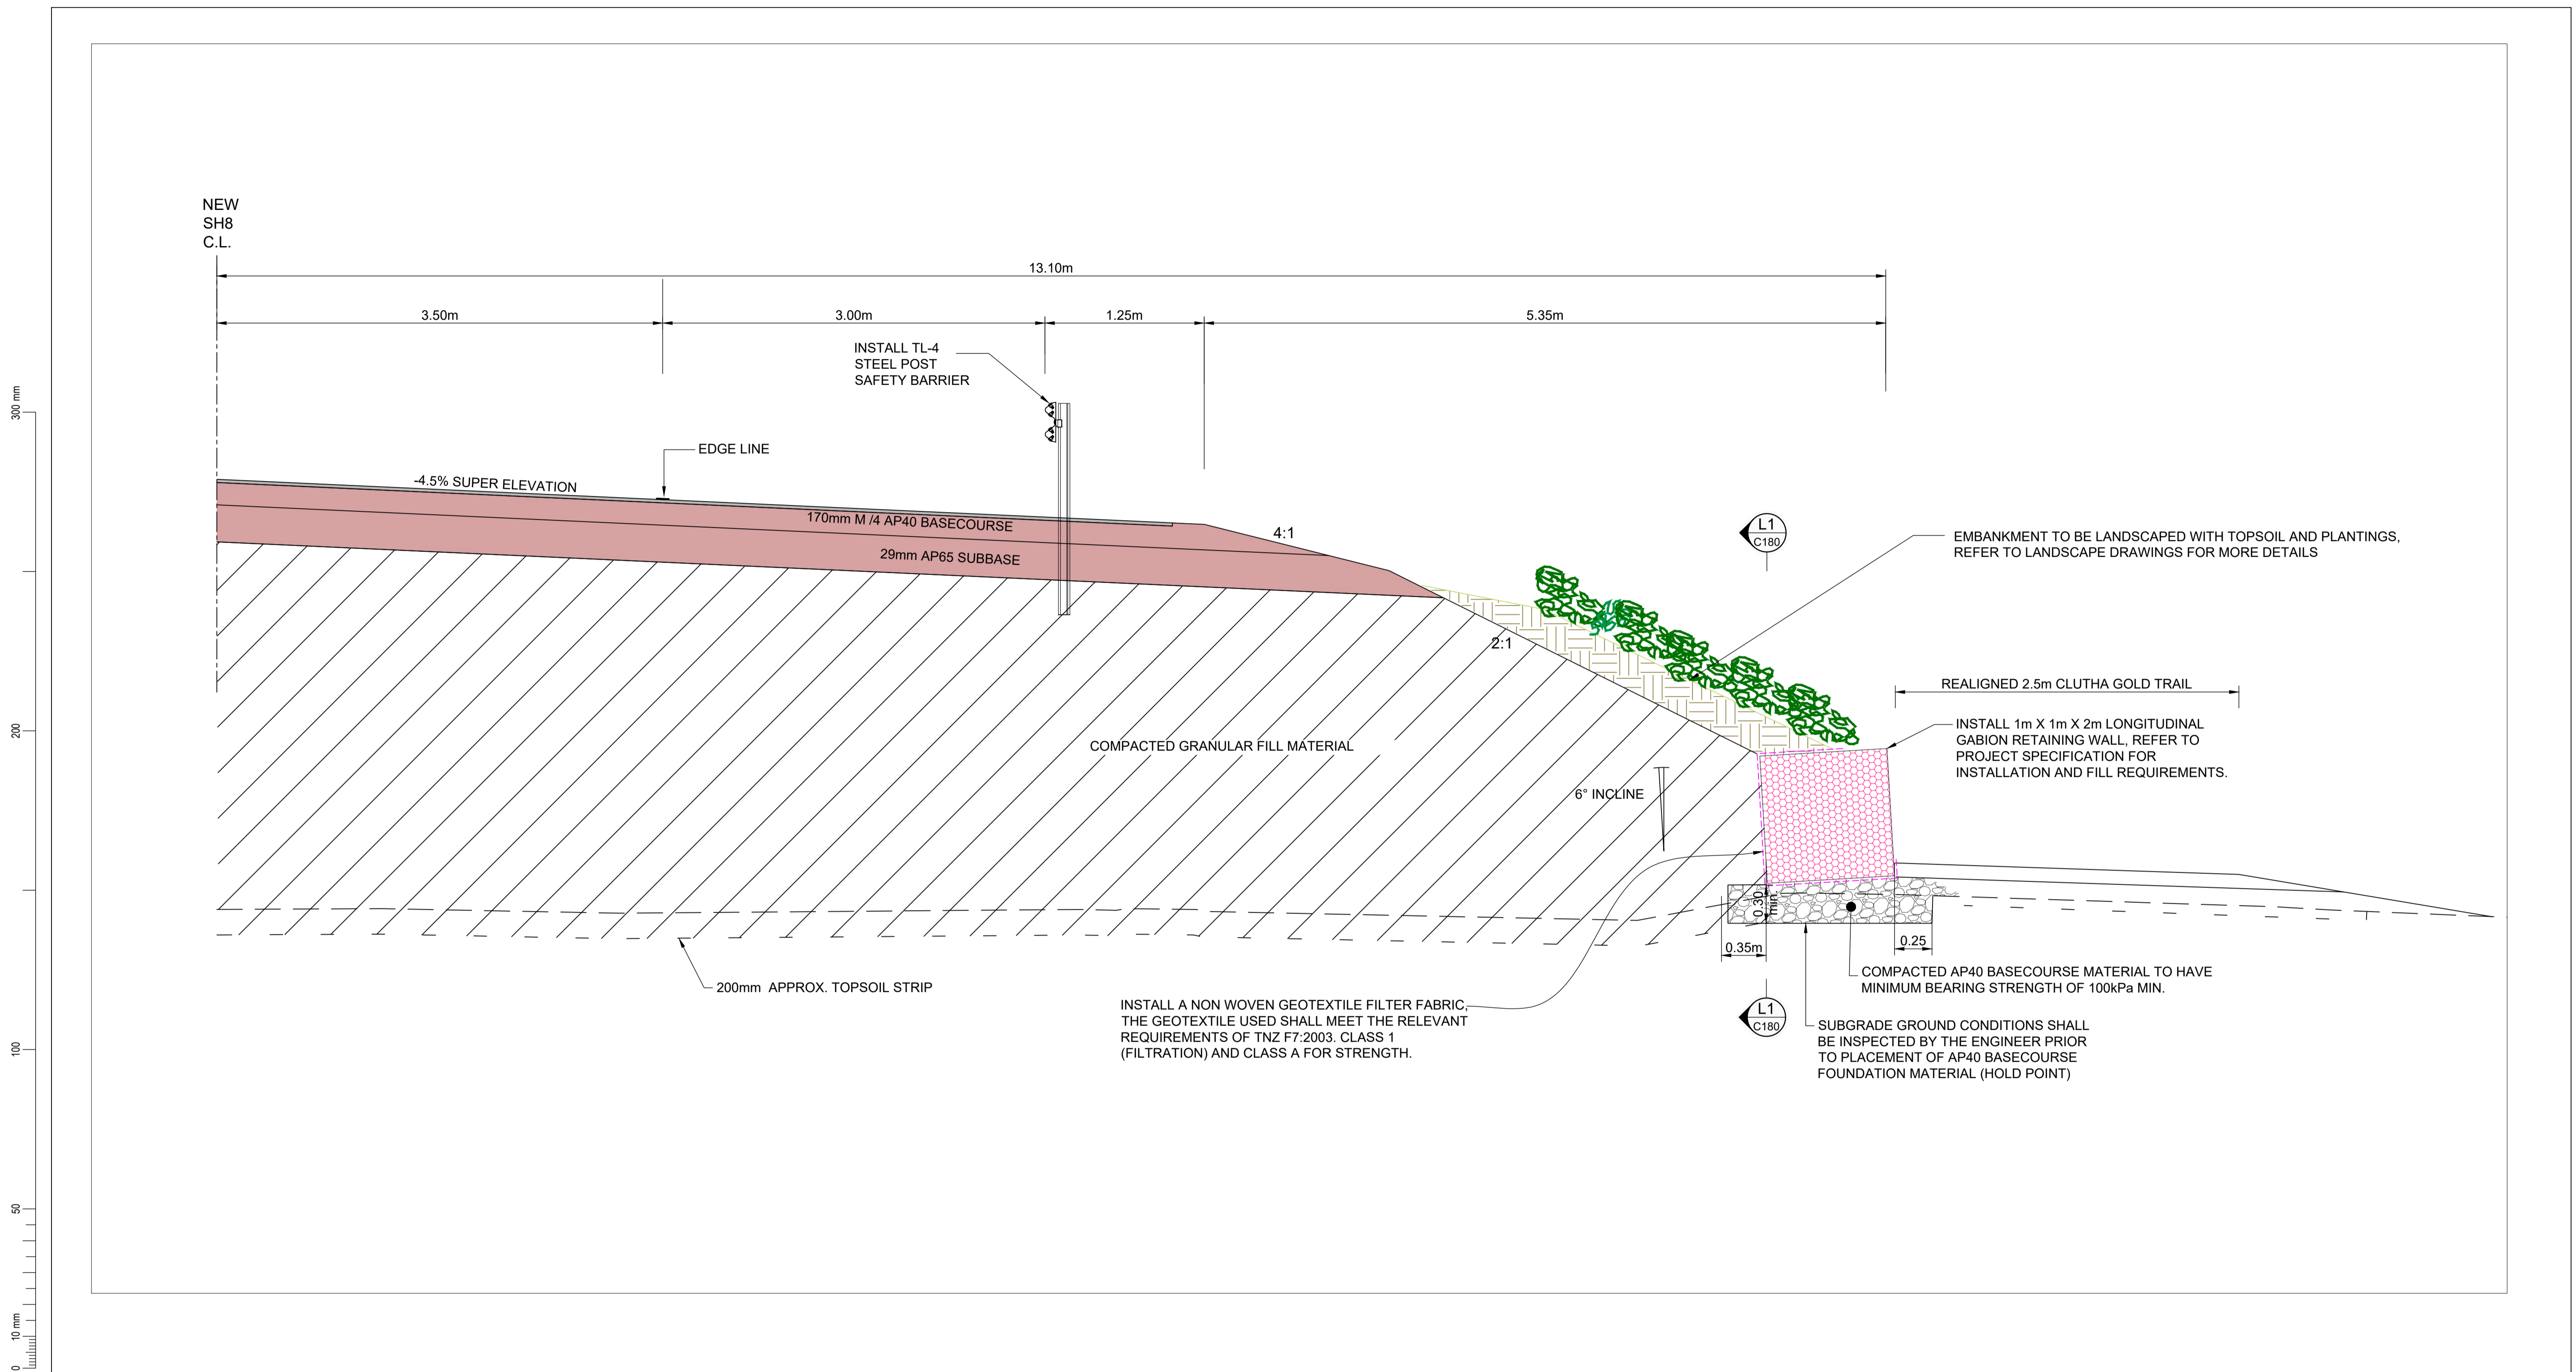 NEW
SH8
C.L.
13.10m
3.50m
3.00m
1.25m
5.35m
INSTALL TL-4
STEEL POST
SAFETY BARRIER
EDGE LINE
-4.5% SUPER ELEVATION
170mm M /4 AP40 BASECOURSE
29mm AP65 SUBBASE
4:1
2:1
L1
C180
EMBANKMENT TO BE LANDSCAPED WITH TOPSOIL AND PLANTINGS,
REFER TO LANDSCAPE DRAWINGS FOR MORE DETAILS
REALIGNED 2.5m CLUTHA GOLD TRAIL
INSTALL 1m X 1m X 2m LONGITUDINAL
GABION RETAINING WALL, REFER TO
PROJECT SPECIFICATION FOR
INSTALLATION AND FILL REQUIREMENTS.
COMPACTED GRANULAR FILL MATERIAL
6° INCLINE
0.30
min.
0.35m
0.25
200mm APPROX. TOPSOIL STRIP
COMPACTED AP40 BASECOURSE MATERIAL TO HAVE
MINIMUM BEARING STRENGTH OF 100kPa MIN.
INSTALL A NON WOVEN GEOTEXTILE FILTER FABRIC,
THE GEOTEXTILE USED SHALL MEET THE RELEVANT
REQUIREMENTS OF TNZ F7:2003. CLASS 1
(FILTRATION) AND CLASS A FOR STRENGTH.
L1
C180
SUBGRADE GROUND CONDITIONS SHALL
BE INSPECTED BY THE ENGINEER PRIOR
TO PLACEMENT OF AP40 BASECOURSE
FOUNDATION MATERIAL (HOLD POINT)
300 mm
200
100
50
10 mm
0